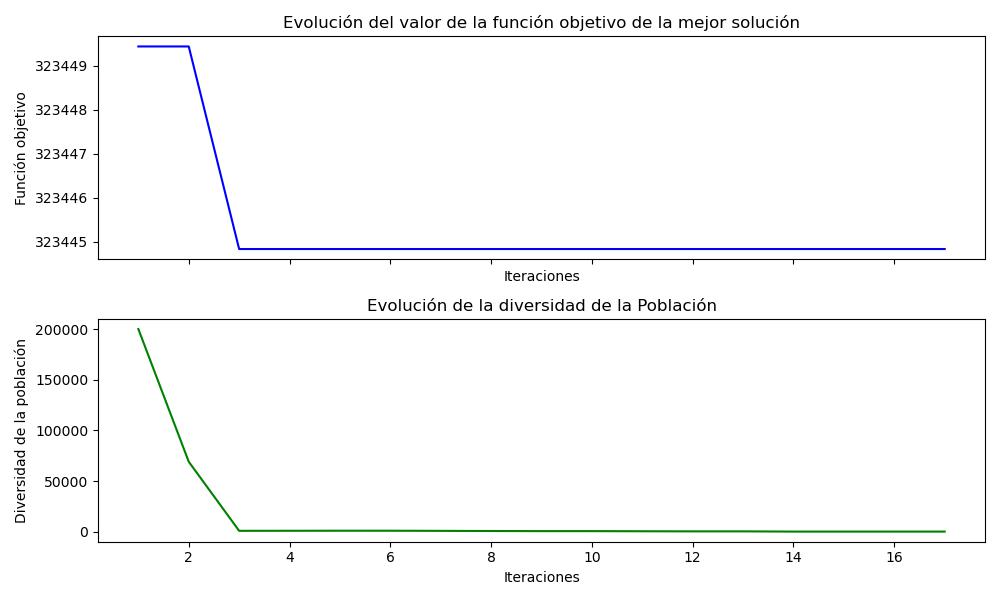 Evolución del valor de la función objetivo de la mejor solución
Función objetivo
323449
323448
323447
323446
323445
Iteraciones
Evolución de la diversidad de la Población
Diversidad de la población
200000
150000
100000
50000
0
2 4 6 8 10 12 14 16
Iteraciones